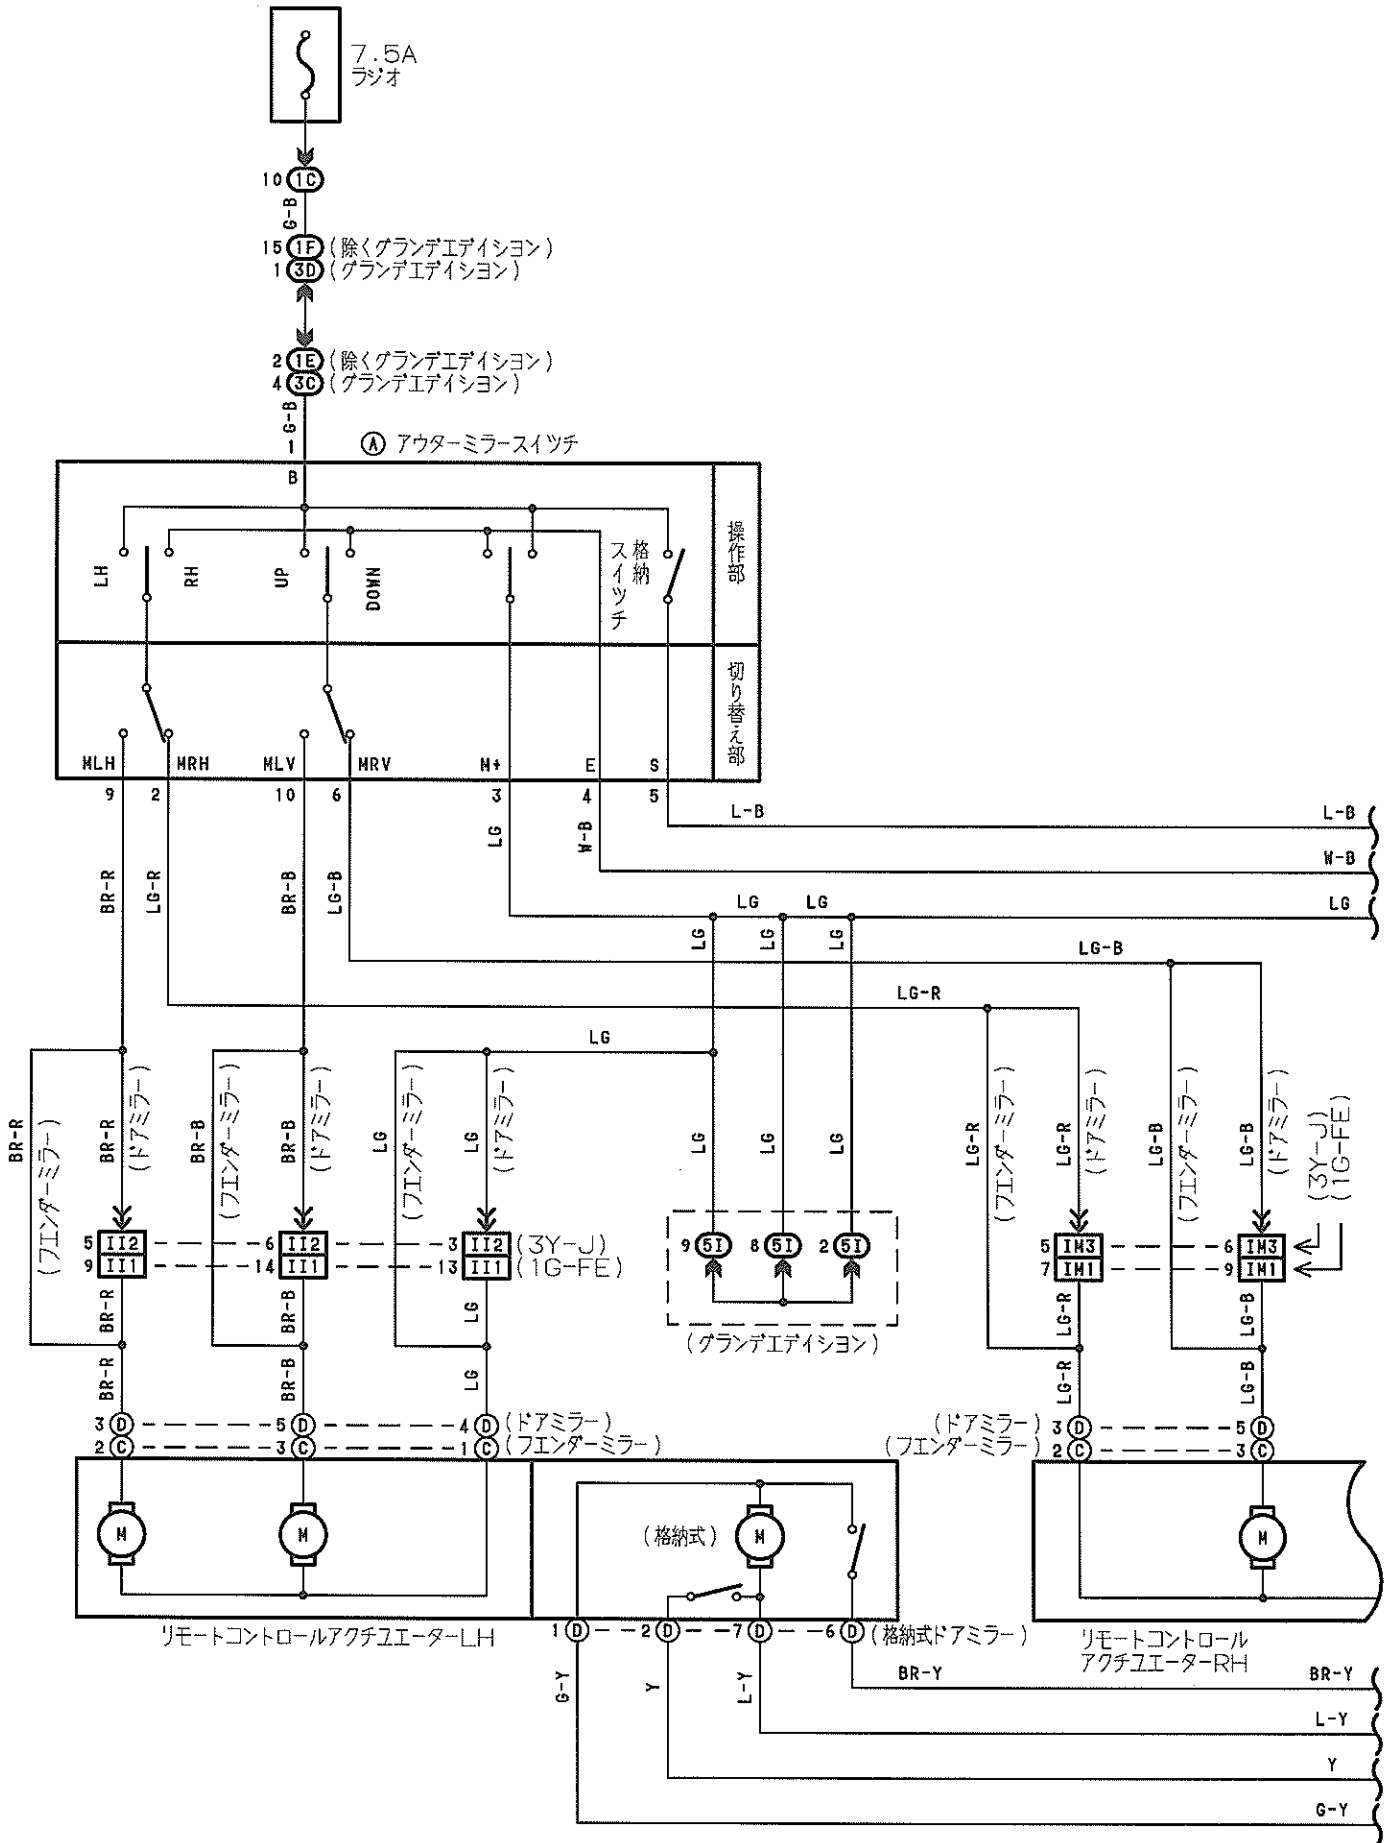 7.5A
ラジオ
10 1C
G-B
15 1F (除くグランデエデイシヨン)
1 3D (グランデエデイシヨン)
2 1E (除くグランデエデイシヨン)
4 3C (グランデエデイシヨン)
G-B
1
A アウターミラースイツチ
B
LH
RH
UP
DOWN
格納
スイツチ
操作部
切り替え部
MLH MRH MLV MRV M+ E S
9 2 10 6 3 4 5
L-B L-B
LG
W-B
W-B
BR-R
LG-R
BR-B
LG-B
LG LG LG
LG
LG
LG
LG-B
LG-R
LG
BR-R
(フエンダーミラー)
BR-R
(ドアミラー)
BR-B
(フエンダーミラー)
BR-B
(ドアミラー)
LG
(フエンダーミラー)
LG
(ドアミラー)
LG
LG
LG
LG-R
(フエンダーミラー)
LG-R
(ドアミラー)
LG-B
(フエンダーミラー)
LG-B
(ドアミラー)
(3Y-J)
(1G-FE)
5 II2 6 II2 3 II2 (3Y-J)
9 II1 14 II1 13 II1 (1G-FE)
9 5I 8 5I 2 5I
5 IM3 6 IM3
7 IM1 9 IM1
BR-R
BR-B
LG
LG-R
LG-B
(グランデエデイシヨン)
BR-R
BR-B
LG
LG-R
LG-B
3 D 5 D 4 D (ドアミラー)
2 C 3 C 1 C (フエンダーミラー)
(ドアミラー) 3 D 5 D
(フエンダーミラー) 2 C 3 C
M M (格納式) M M
リモートコントロールアクチユエーターLH
1 D 2 D 7 D 6 D (格納式ドアミラー)
リモートコントロール
アクチユエーターRH
G-Y
Y
L-Y
BR-Y BR-Y
L-Y
Y
G-Y